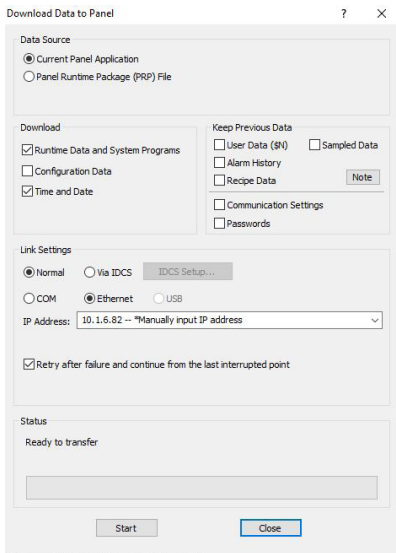 Download Data to Panel
?
Data Source
Current Panel Application
Panel Runtime Package (PRP) File
Download
Runtime Data and System Programs
Configuration Data
Time and Date
Keep Previous Data
User Data ($N) Sampled Data
Alarm History
Recipe Data Note
Communication Settings
Passwords
Link Settings
Normal Via IDCS IDCS Setup...
COM Ethernet USB
IP Address: 10.1.6.82 -- *Manually input IP address
Retry after failure and continue from the last interrupted point
Status
Ready to transfer
Start Close